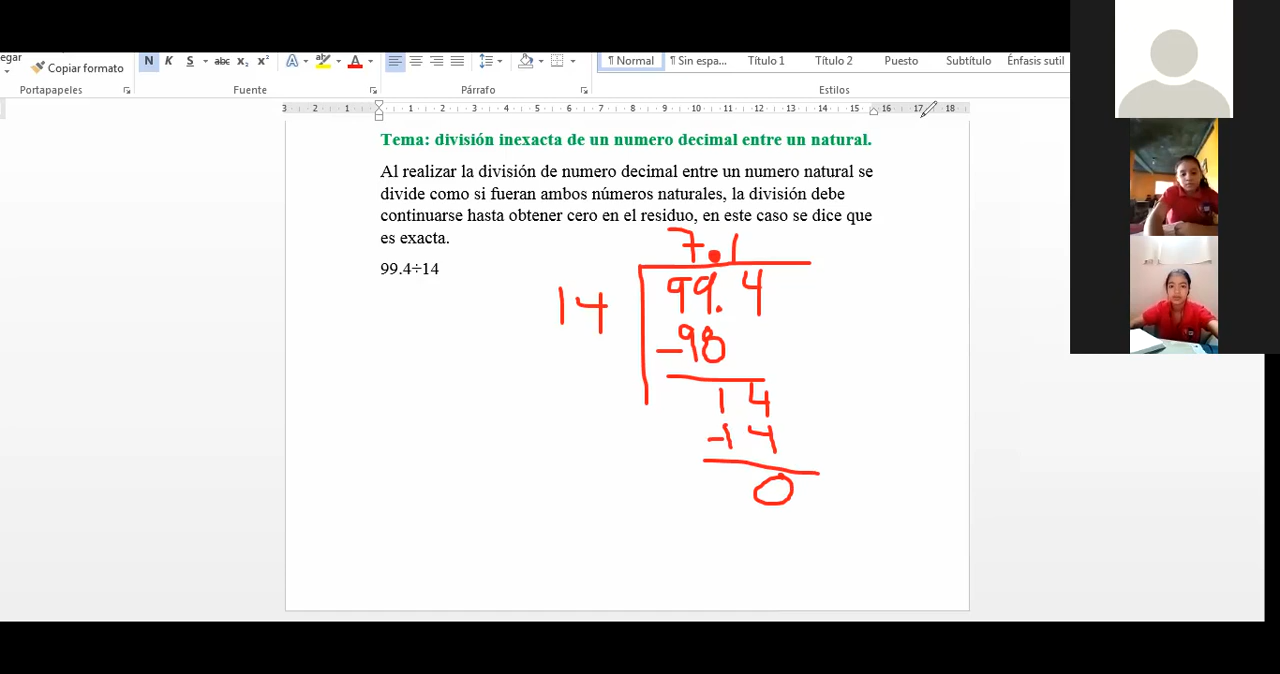 egar
Copiar formato
N K S abc x₂ x² A aby A
¶ Normal ¶ Sin espa... Título 1 Título 2 Puesto Subtítulo Énfasis sutil
Portapapeles Fuente Párrafo Estilos
3 2 1 1 2 3 4 5 6 7 8 9 10 11 12 13 14 15 16 17 18
Tema: división inexacta de un numero decimal entre un natural.
Al realizar la división de numero decimal entre un numero natural se
divide como si fueran ambos números naturales, la división debe
continuarse hasta obtener cero en el residuo, en este caso se dice que
es exacta.
99.4÷14
7.1
14 99.4
-98
14
-14
0